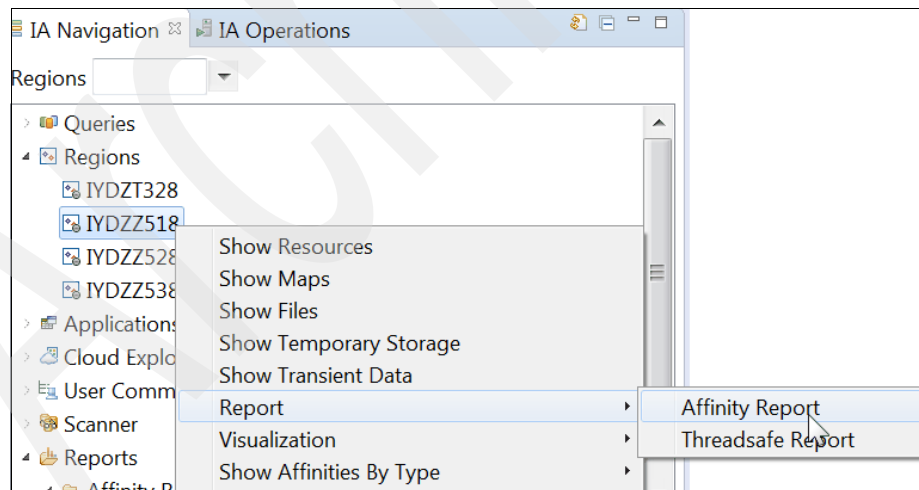 IA Navigation IA Operations
Regions
Queries
Regions
IYDZT328
IYDZZ518
IYDZZ528
IYDZZ538
Applications
Cloud Explo
User Comm
Scanner
Reports
Affinity R
Show Resources
Show Maps
Show Files
Show Temporary Storage
Show Transient Data
Report
Visualization
Show Affinities By Type
Affinity Report
Threadsafe Report